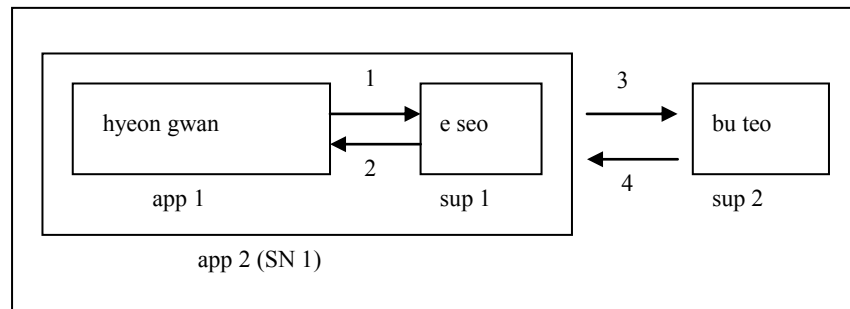 1
3
hyeon gwan
e seo
bu teo
2
4
app 1
sup 1
sup 2
app 2 (SN 1)